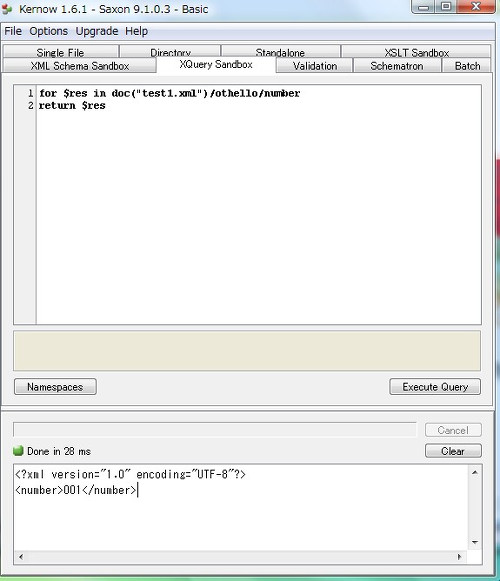 Kernow 1.6.1 - Saxon 9.1.0.3 - Basic
File Options Upgrade Help
Single File Directory Standalone XSLT Sandbox
XML Schema Sandbox XQuery Sandbox Validation Schematron Batch
1 for $res in doc("test1.xml")/othello/number
2 return $res
Namespaces Execute Query
Cancel
Done in 28 ms Clear
<?xml version="1.0" encoding="UTF-8"?>
<number>001</number>